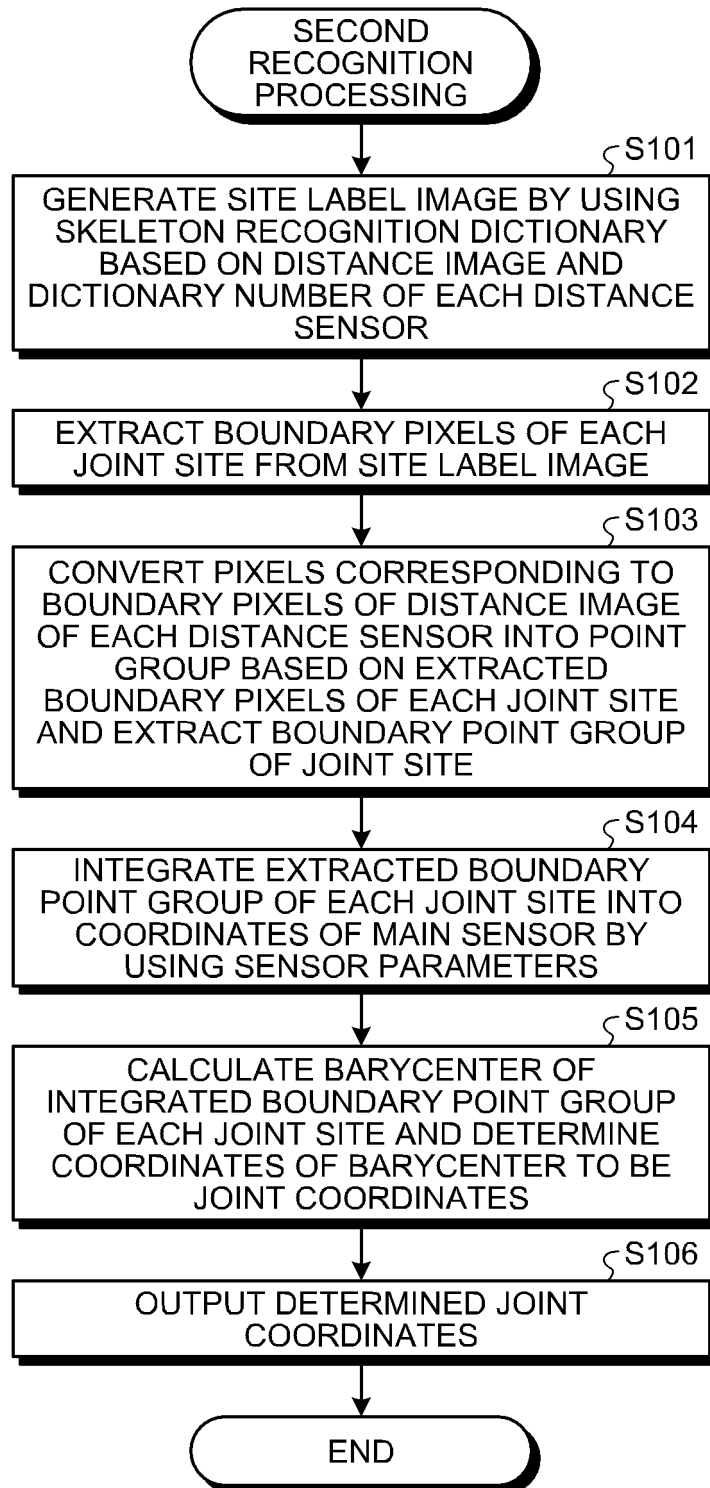 SECOND
RECOGNITION
PROCESSING
S101
GENERATE SITE LABEL IMAGE BY USING
SKELETON RECOGNITION DICTIONARY
BASED ON DISTANCE IMAGE AND
DICTIONARY NUMBER OF EACH DISTANCE
SENSOR
S102
EXTRACT BOUNDARY PIXELS OF EACH
JOINT SITE FROM SITE LABEL IMAGE
S103
CONVERT PIXELS CORRESPONDING TO
BOUNDARY PIXELS OF DISTANCE IMAGE
OF EACH DISTANCE SENSOR INTO POINT
GROUP BASED ON EXTRACTED
BOUNDARY PIXELS OF EACH JOINT SITE
AND EXTRACT BOUNDARY POINT GROUP
OF JOINT SITE
S104
INTEGRATE EXTRACTED BOUNDARY
POINT GROUP OF EACH JOINT SITE INTO
COORDINATES OF MAIN SENSOR BY
USING SENSOR PARAMETERS
S105
CALCULATE BARYCENTER OF
INTEGRATED BOUNDARY POINT GROUP
OF EACH JOINT SITE AND DETERMINE
COORDINATES OF BARYCENTER TO BE
JOINT COORDINATES
S106
OUTPUT DETERMINED JOINT
COORDINATES
END